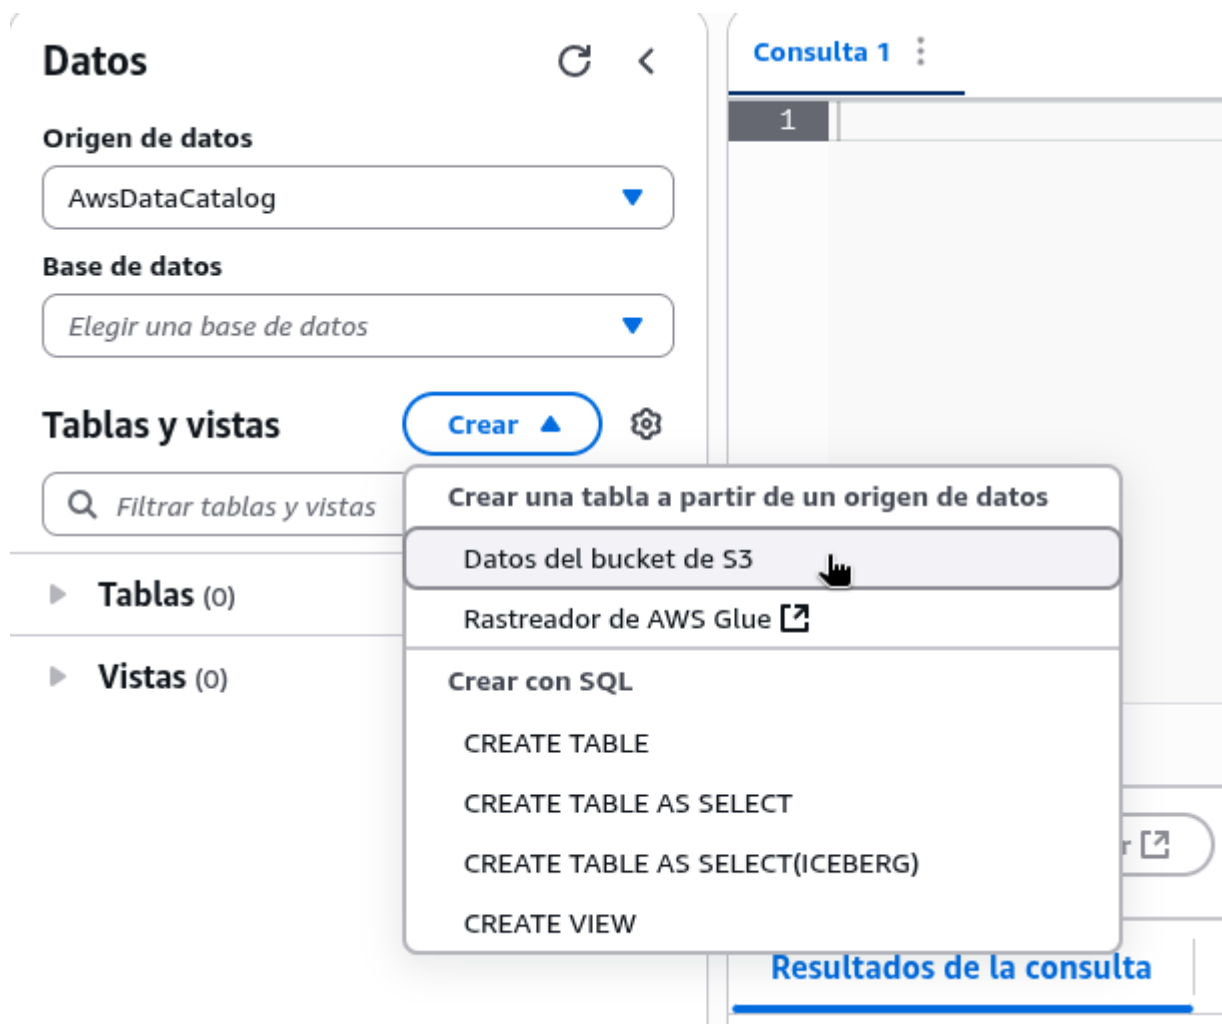 Datos
Origen de datos
AwsDataCatalog
Base de datos
Elegir una base de datos
Tablas y vistas
Crear
Filtrar tablas y vistas
Tablas (0)
Vistas (0)
Crear una tabla a partir de un origen de datos
Datos del bucket de S3
Rastreador de AWS Glue
Crear con SQL
CREATE TABLE
CREATE TABLE AS SELECT
CREATE TABLE AS SELECT(ICEBERG)
CREATE VIEW
Consulta 1
1
Resultados de la consulta